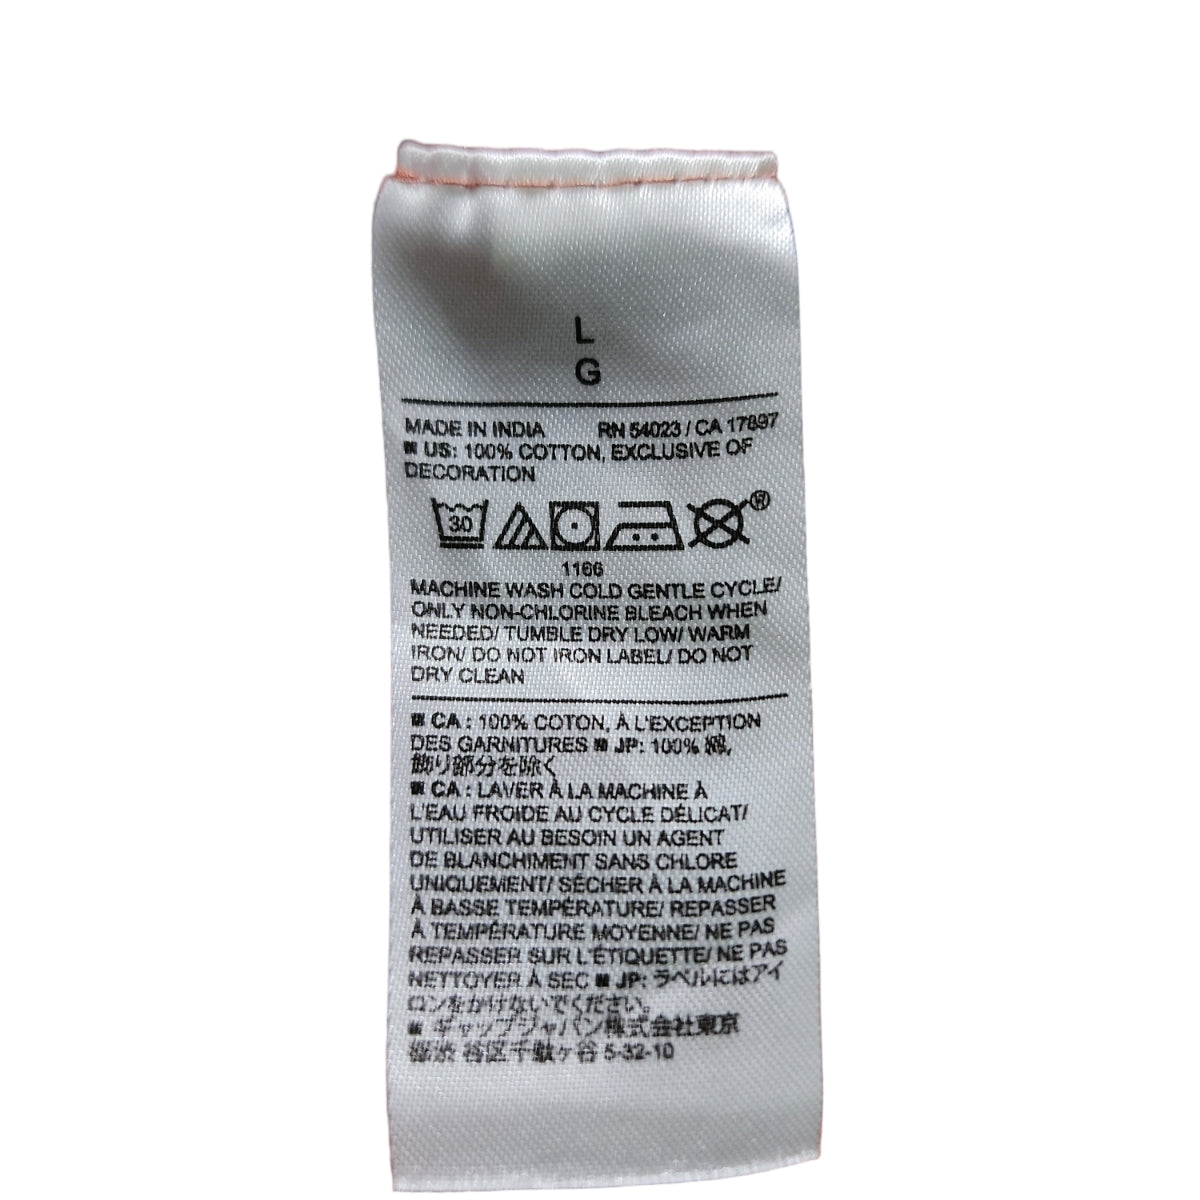 L
G
MADE IN INDIA RN 54023 / CA 17897
■ US: 100% COTTON, EXCLUSIVE OF
DECORATION
30
®
1166
MACHINE WASH COLD GENTLE CYCLE/
ONLY NON-CHLORINE BLEACH WHEN
NEEDED/ TUMBLE DRY LOW/ WARM
IRON/ DO NOT IRON LABEL/ DO NOT
DRY CLEAN
■ CA : 100% COTON, À L'EXCEPTION
DES GARNITURES ■ JP: 100% 綿,
飾り部分を除く
■ CA : LAVER À LA MACHINE À
L'EAU FROIDE AU CYCLE DÉLICAT/
UTILISER AU BESOIN UN AGENT
DE BLANCHIMENT SANS CHLORE
UNIQUEMENT/ SÉCHER À LA MACHINE
À BASSE TEMPÉRATURE/ REPASSER
À TEMPÉRATURE MOYENNE/ NE PAS
REPASSER SUR L'ÉTIQUETTE/ NE PAS
NETTOYER À SEC ■ JP: ラベルにはアイ
ロンをかけないでください。
■ ギャップジャパン株式会社東京
都渋 谷区千駄ヶ谷 5-32-10